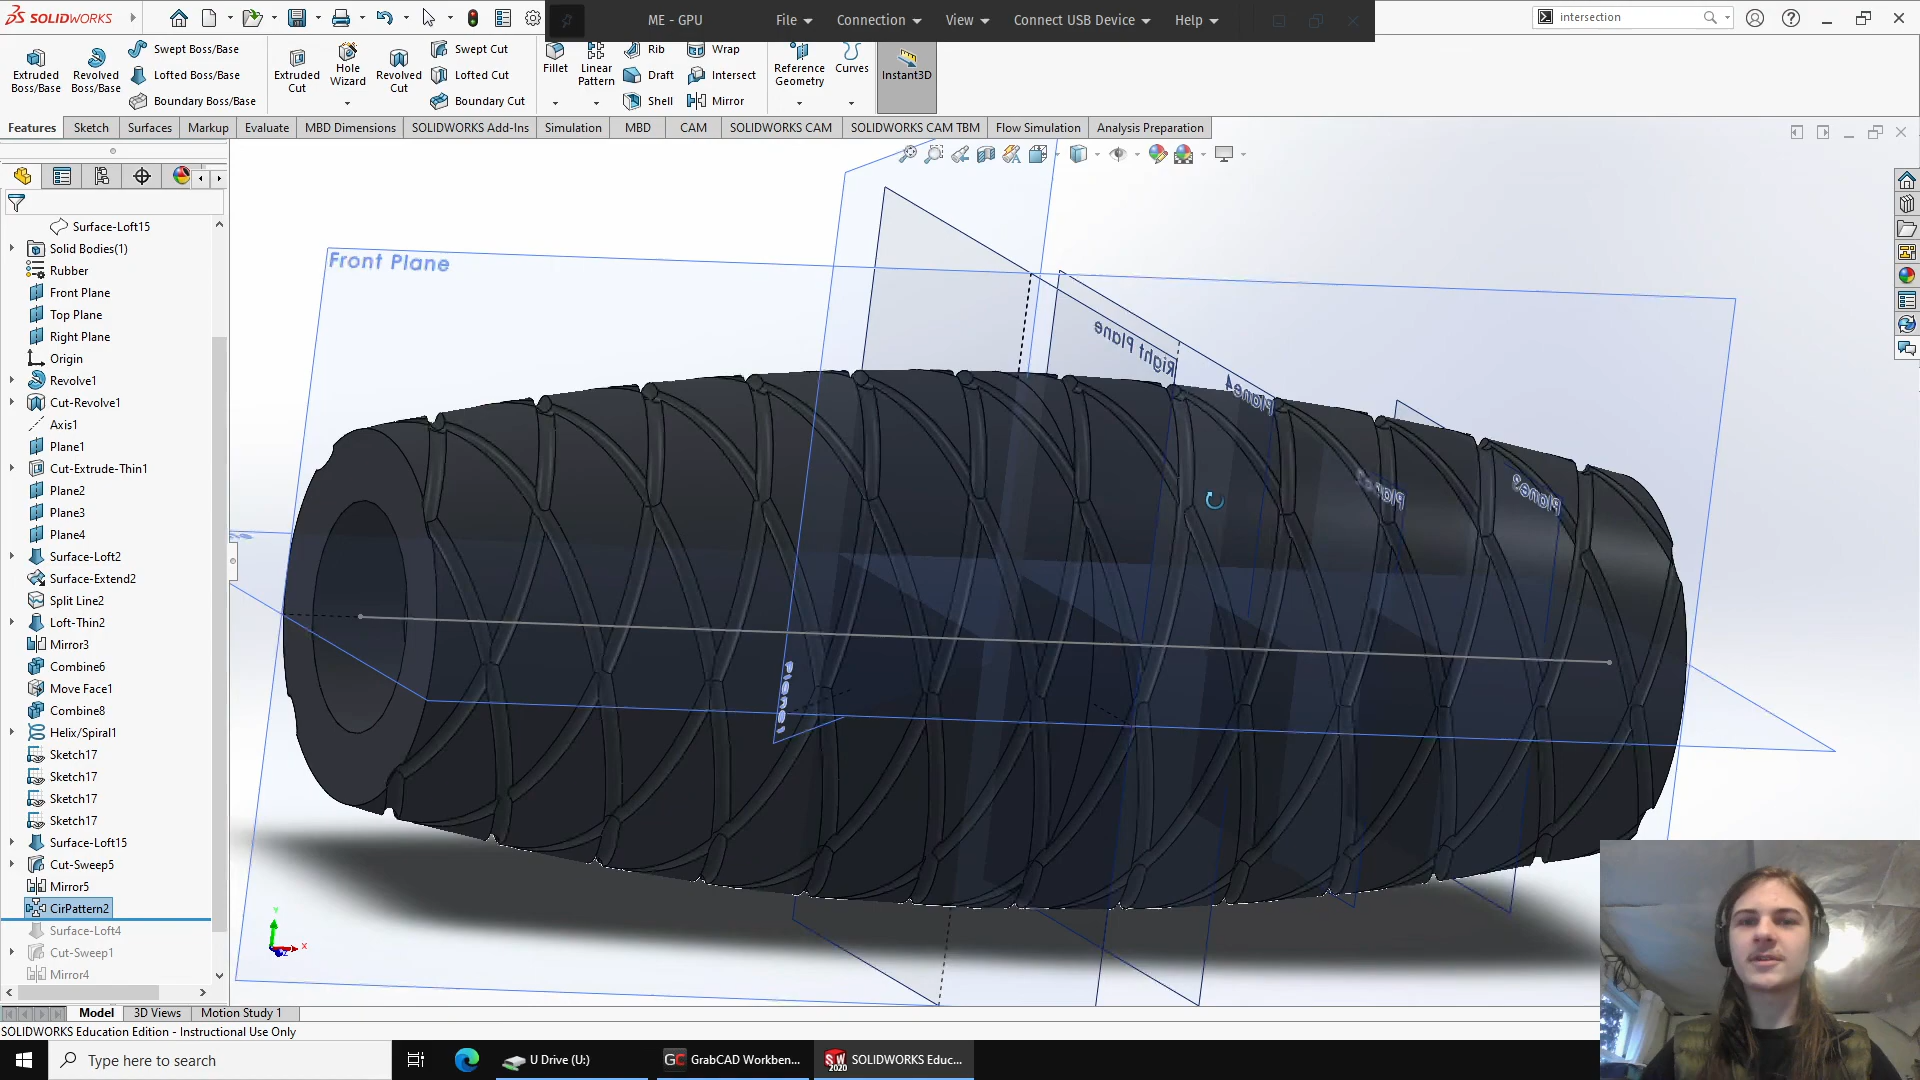 SOLIDWORKS
ME - GPU
File
Connection
View
Connect USB Device
Help
intersection
Extruded Boss/Base
Revolved Boss/Base
Swept Boss/Base
Lofted Boss/Base
Boundary Boss/Base
Extruded Cut
Hole Wizard
Revolved Cut
Swept Cut
Lofted Cut
Boundary Cut
Fillet
Linear Pattern
Rib
Draft
Shell
Wrap
Intersect
Mirror
Reference Geometry
Curves
Instant3D
Features
Sketch
Surfaces
Markup
Evaluate
MBD Dimensions
SOLIDWORKS Add-Ins
Simulation
MBD
CAM
SOLIDWORKS CAM
SOLIDWORKS CAM TBM
Flow Simulation
Analysis Preparation
Surface-Loft15
Solid Bodies(1)
Rubber
Front Plane
Top Plane
Right Plane
Origin
Revolve1
Cut-Revolve1
Axis1
Plane1
Cut-Extrude-Thin1
Plane2
Plane3
Plane4
Surface-Loft2
Surface-Extend2
Split Line2
Loft-Thin2
Mirror3
Combine6
Move Face1
Combine8
Helix/Spiral1
Sketch17
Sketch17
Sketch17
Sketch17
Surface-Loft15
Cut-Sweep5
Mirror5
CirPattern2
Surface-Loft4
Cut-Sweep1
Mirror4
Front Plane
Right Plane
Plane4
Plane1
Y
X
Z
Model
3D Views
Motion Study 1
SOLIDWORKS Education Edition - Instructional Use Only
Type here to search
U Drive (U:)
GC
GrabCAD Workben...
SW 2020
SOLIDWORKS Educ...